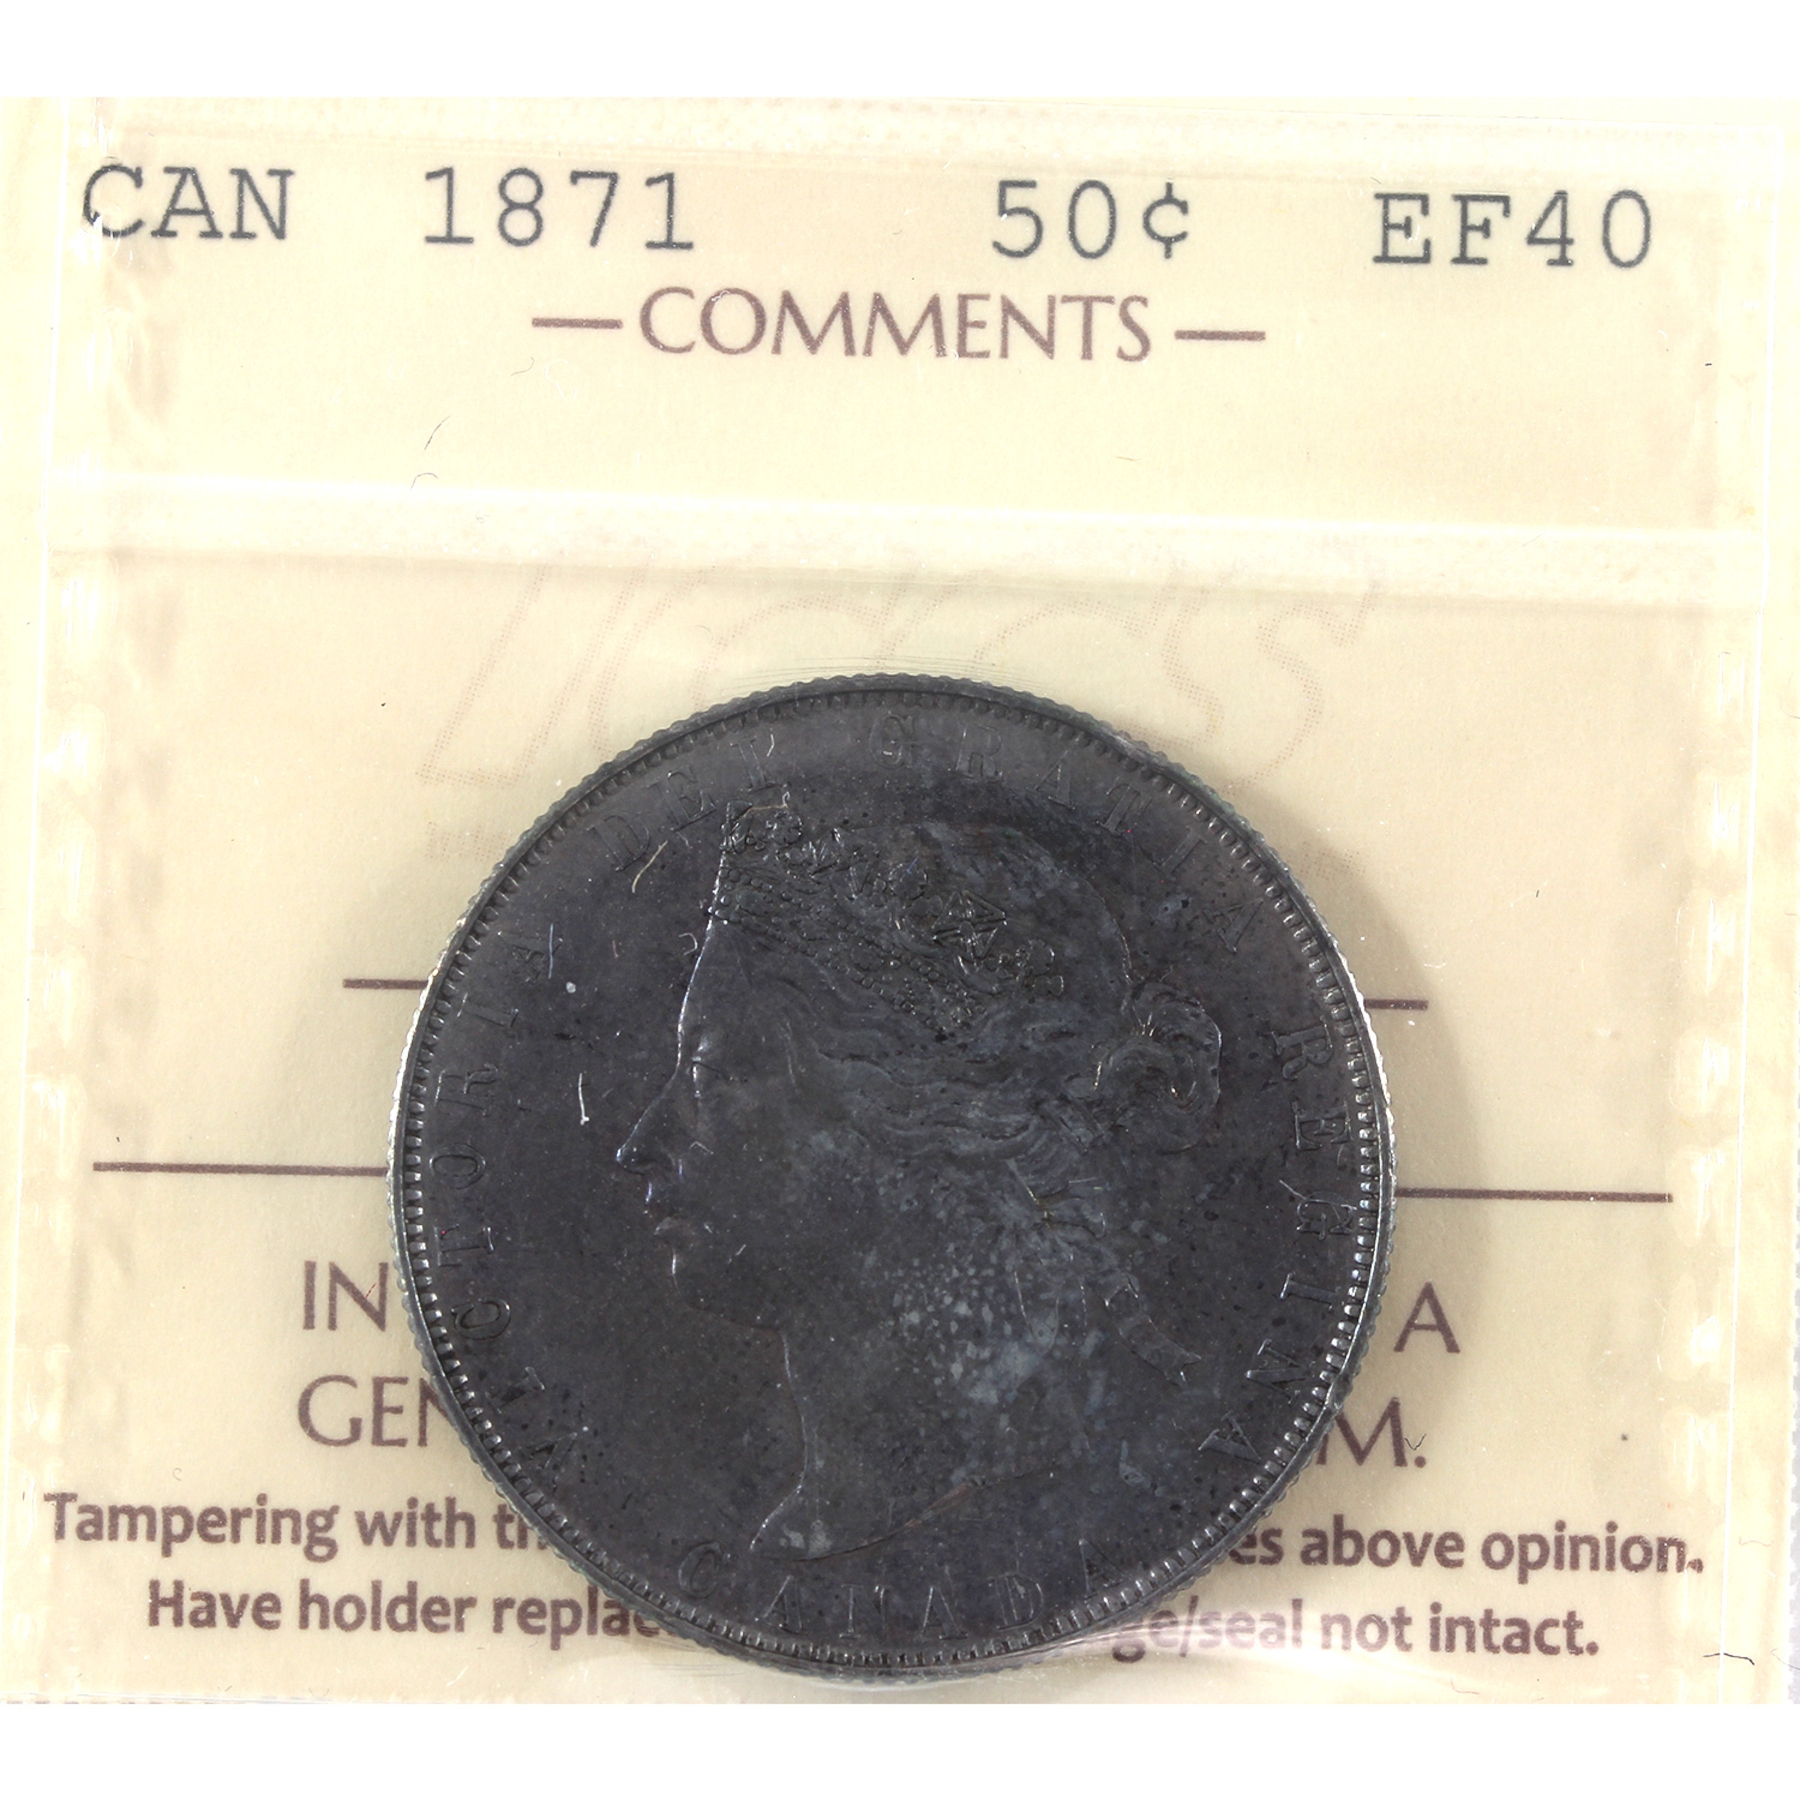 CAN 1871 50¢ EF40
— COMMENTS —
iccs
VICTORIA DEI GRATIA REGINA
CANADA
IN A
GEN M.
Tampering with th es above opinion.
Have holder replac ge/seal not intact.